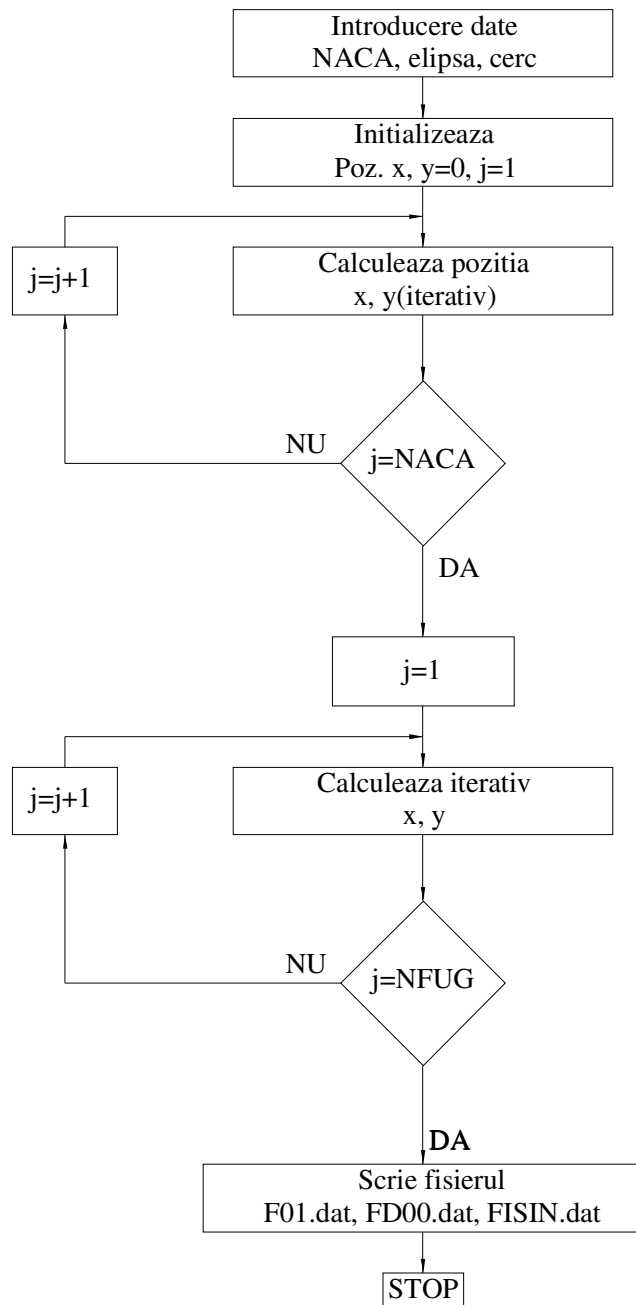 Introducere date
NACA, elipsa, cerc
Initializeaza
Poz. x, y=0, j=1
j=j+1
Calculeaza pozitia
x, y(iterativ)
NU
j=NACA
DA
j=1
j=j+1
Calculeaza iterativ
x, y
NU
j=NFUG
DA
Scrie fisierul
F01.dat, FD00.dat, FISIN.dat
STOP